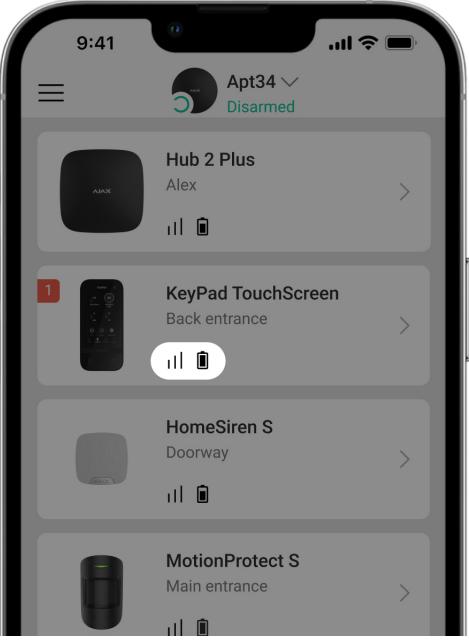 9:41
Apt34
Disarmed
AJAX
Hub 2 Plus
Alex
1
KeyPad TouchScreen
Back entrance
HomeSiren S
Doorway
MotionProtect S
Main entrance